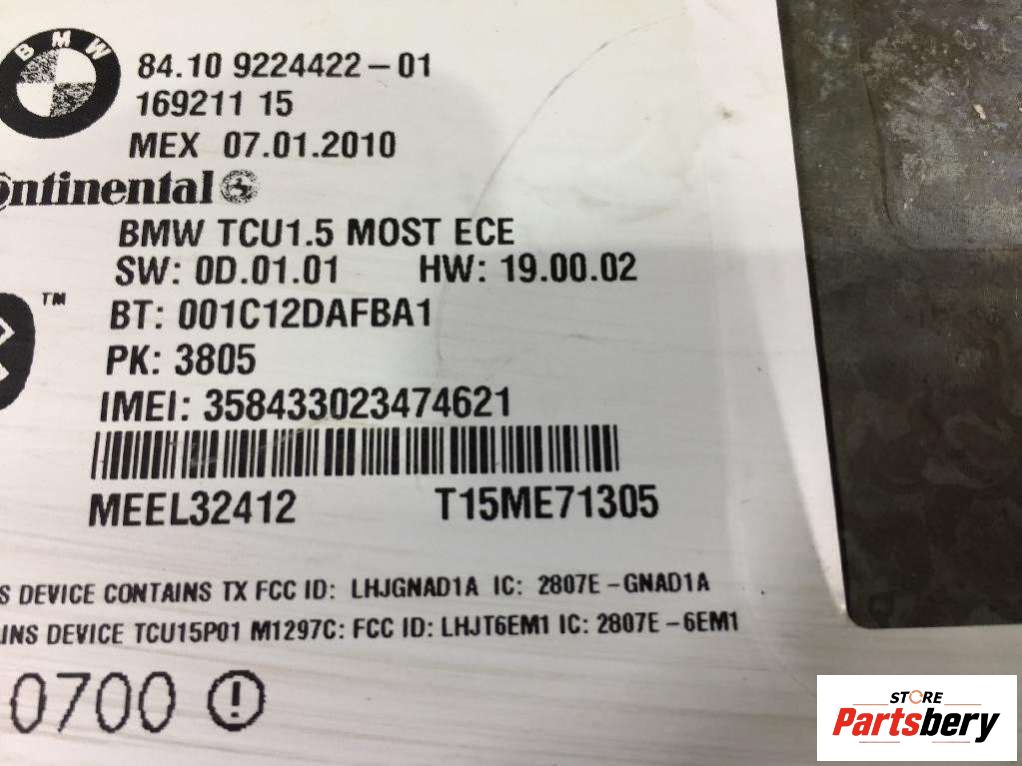 BMW
84.10 9224422-01
169211 15
MEX 07.01.2010
Continental
BMW TCU1.5 MOST ECE
SW: 0D.01.01 HW: 19.00.02
TM
BT: 001C12DAFBA1
PK: 3805
IMEI: 358433023474621
MEEL32412 T15ME71305
S DEVICE CONTAINS TX FCC ID: LHJGNAD1A IC: 2807E-GNAD1A
INS DEVICE TCU15P01 M1297C: FCC ID: LHJT6EM1 IC: 2807E-6EM1
0700 !
STORE
Partsbery